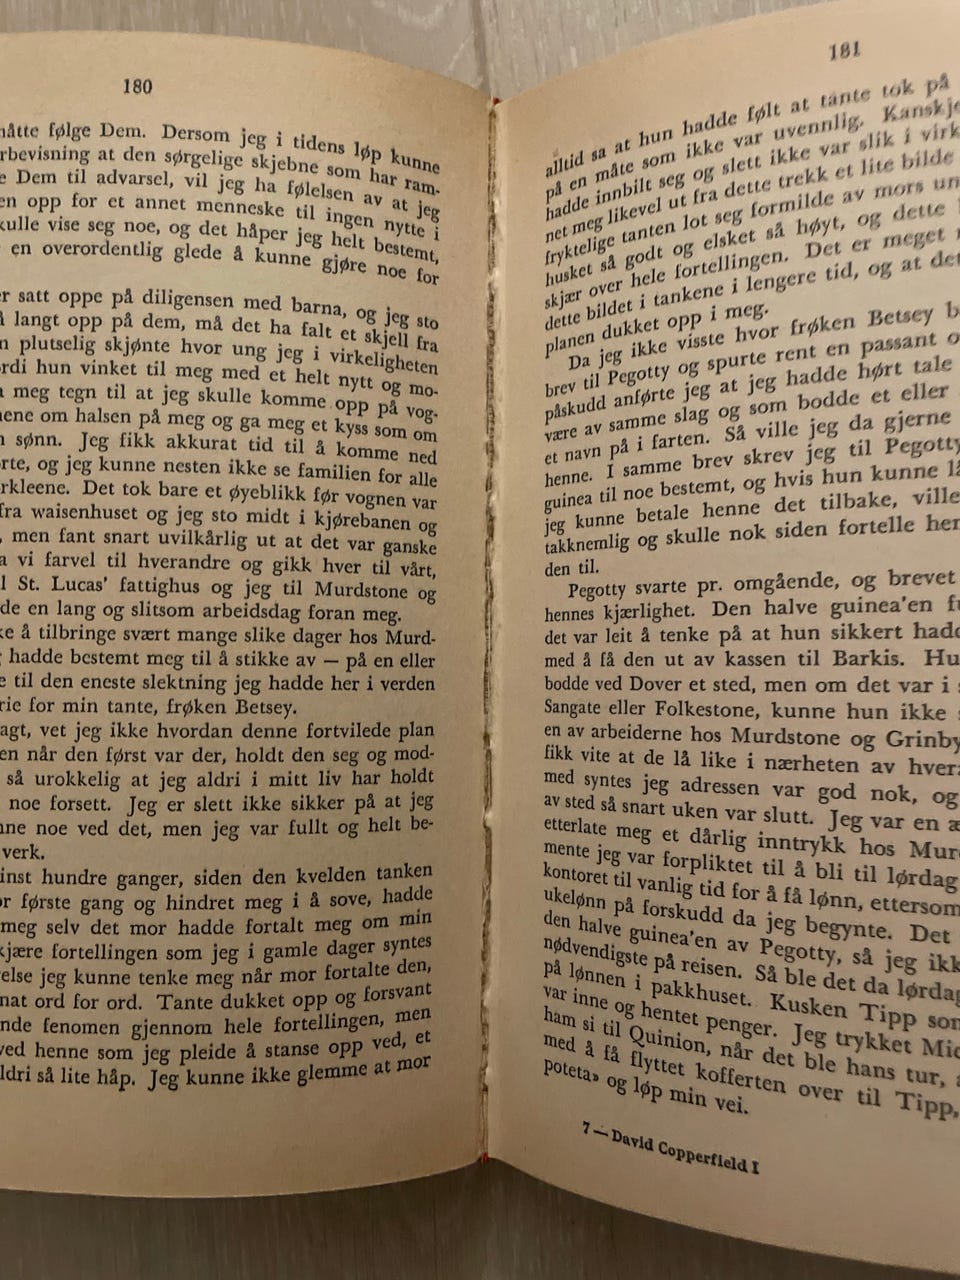 180
måtte følge Dem. Dersom jeg i tidens løp kunne
rbevisning at den sørgelige skjebne som har ram-
e Dem til advarsel, vil jeg ha følelsen av at jeg
en opp for et annet menneske til ingen nytte i
kulle vise seg noe, og det håper jeg helt bestemt,
en overordentlig glede å kunne gjøre noe for
er satt oppe på diligensen med barna, og jeg sto
å langt opp på dem, må det ha falt et skjell fra
n plutselig skjønte hvor ung jeg i virkeligheten
ordi hun vinket til meg med et helt nytt og mo-
a meg tegn til at jeg skulle komme opp på vog-
nene om halsen på meg og ga meg et kyss som om
n sønn. Jeg fikk akkurat tid til å komme ned
rte, og jeg kunne nesten ikke se familien for alle
rkleene. Det tok bare et øyeblikk før vognen var
fra waisenhuset og jeg sto midt i kjørebanen og
, men fant snart uvilkårlig ut at det var ganske
a vi farvel til hverandre og gikk hver til vårt,
l St. Lucas' fattighus og jeg til Murdstone og
de en lang og slitsom arbeidsdag foran meg.
ke å tilbringe svært mange slike dager hos Murd-
g hadde bestemt meg til å stikke av — på en eller
e til den eneste slektning jeg hadde her i verden
rie for min tante, frøken Betsey.
agt, vet jeg ikke hvordan denne fortvilede plan
en når den først var der, holdt den seg og mod-
så urokkelig at jeg aldri i mitt liv har holdt
noe forsett. Jeg er slett ikke sikker på at jeg
nne noe ved det, men jeg var fullt og helt be-
verk.
inst hundre ganger, siden den kvelden tanken
or første gang og hindret meg i å sove, hadde
meg selv det mor hadde fortalt meg om min
kjære fortellingen som jeg i gamle dager syntes
else jeg kunne tenke meg når mor fortalte den,
nat ord for ord. Tante dukket opp og forsvant
nde fenomen gjennom hele fortellingen, men
ved henne som jeg pleide å stanse opp ved, et
ldri så lite håp. Jeg kunne ikke glemme at mor
181
alltid sa at hun hadde følt at tante tok på
på en måte som ikke var uvennlig. Kanskje
hadde innbilt seg og slett ikke var slik i virk
net meg likevel ut fra dette trekk et lite bilde
fryktelige tanten lot seg formilde av mors un
husket så godt og elsket så høyt, og dette
skjær over hele fortellingen. Det er meget
dette bildet i tankene i lengere tid, og at det
planen dukket opp i meg.
Da jeg ikke visste hvor frøken Betsey b
brev til Pegotty og spurte rent en passant o
påskudd anførte jeg at jeg hadde hørt tale
være av samme slag og som bodde et eller
et navn på i farten. Så ville jeg da gjerne
henne. I samme brev skrev jeg til Pegotty
guinea til noe bestemt, og hvis hun kunne lå
jeg kunne betale henne det tilbake, ville
takknemlig og skulle nok siden fortelle hen
den til.
Pegotty svarte pr. omgående, og brevet
hennes kjærlighet. Den halve guinea'en f
det var leit å tenke på at hun sikkert hadd
med å få den ut av kassen til Barkis. Hu
bodde ved Dover et sted, men om det var i
Sangate eller Folkestone, kunne hun ikke
en av arbeiderne hos Murdstone og Grinby
fikk vite at de lå like i nærheten av hvera
med syntes jeg adressen var god nok, og
av sted så snart uken var slutt. Jeg var en æ
etterlate meg et dårlig inntrykk hos Mur
mente jeg var forpliktet til å bli til lørdag
kontoret til vanlig tid for å få lønn, ettersom
ukelønn på forskudd da jeg begynte. Det
den halve guinea'en av Pegotty, så jeg ikk
nødvendigste på reisen. Så ble det da lørdag
på lønnen i pakkhuset. Kusken Tipp som
var inne og hentet penger. Jeg trykket Mic
ham si til Quinion, når det ble hans tur,
med å få flyttet kofferten over til Tipp,
poteta» og løp min vei.
7 — David Copperfield I